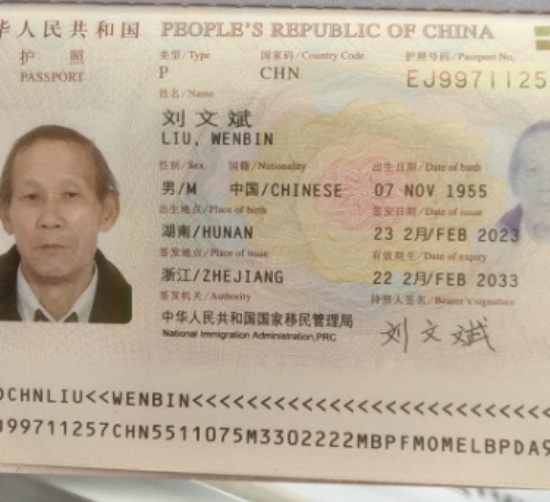 华人民共和国 PEOPLE'S REPUBLIC OF CHINA
护 照
PASSPORT
类型/Type 国家码/Country Code 护照号码/Passport No.
P CHN EJ9971125
姓名/Name
刘文斌
LIU, WENBIN
性别/Sex 国籍/Nationality 出生日期/Date of birth
男/M 中国/CHINESE 07 NOV 1955
出生地点/Place of birth 签发日期/Date of issue
湖南/HUNAN 23 2月/FEB 2023
签发地点/Place of issue 有效期至/Date of expiry
浙江/ZHEJIANG 22 2月/FEB 2033
签发机关/Authority 持照人签名/Bearer's signature
中华人民共和国国家移民管理局
National Immigration Administration,PRC
刘文斌
OCHNLIU<<WENBIN<<<<<<<<<<<<<<<<<<<<<<<<<<<
J99711257CHN5511075M3302222MBPFMOMELBPDA9